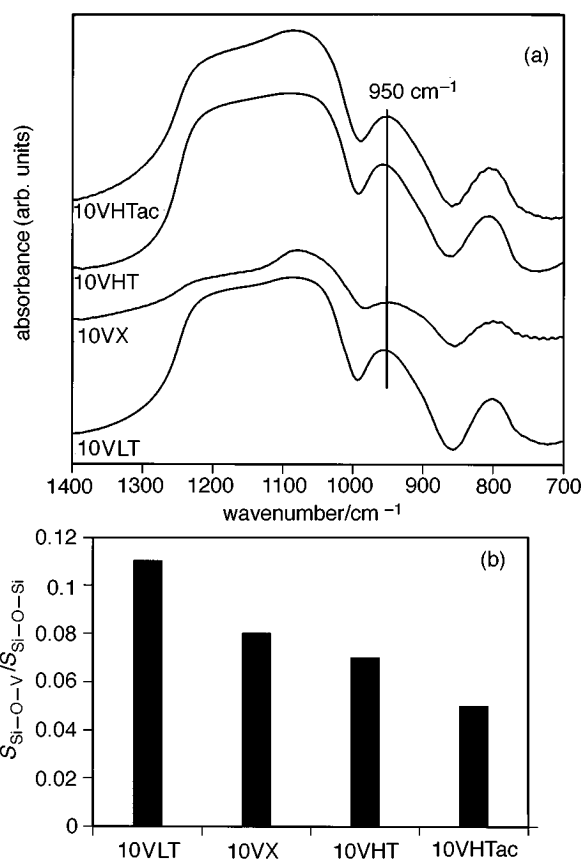 (a)
950 cm⁻¹
absorbance (arb. units)
10VHTac
10VHT
10VX
10VLT
1400 1300 1200 1100 1000 900 800 700
wavenumber/cm⁻¹
(b)
S Si–O–V/S Si–O–Si
0.12
0.1
0.08
0.06
0.04
0.02
0
10VLT 10VX 10VHT 10VHTac